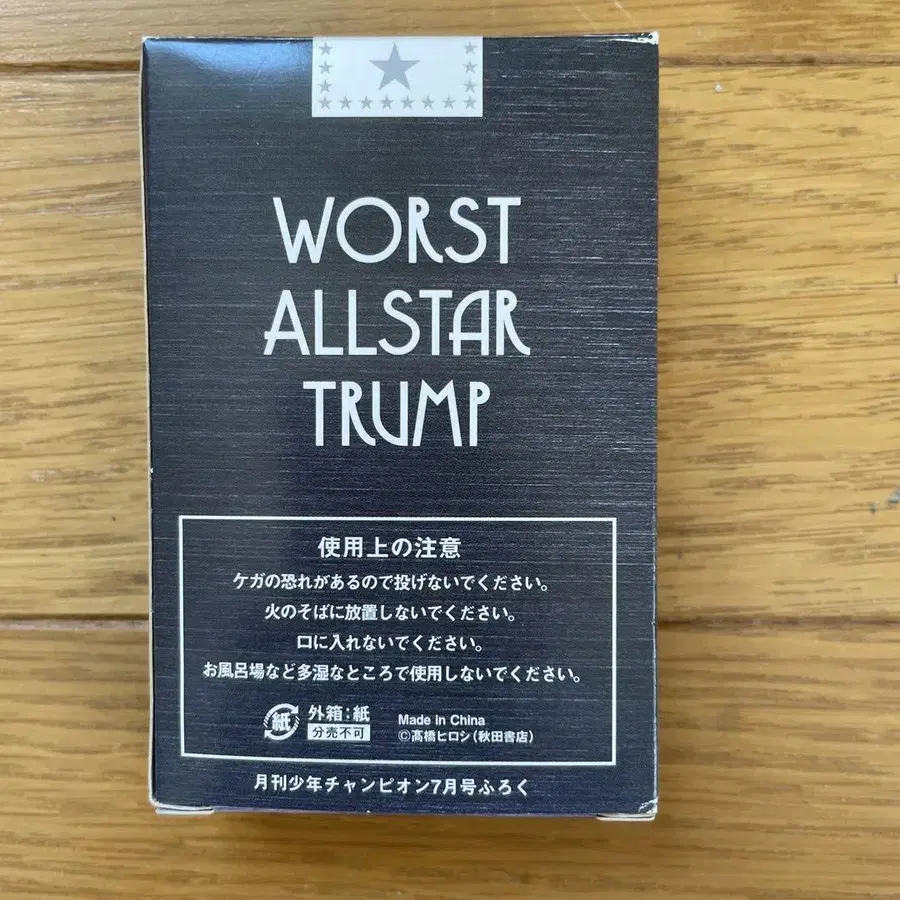 WORST
ALLSTAR
TRUMP
使用上の注意
ケガの恐れがあるので投げないでください。
火のそばに放置しないでください。
口に入れないでください。
お風呂場など多湿なところで使用しないでください。
紙
外箱:紙
分売不可
Made in China
©髙橋ヒロシ(秋田書店)
月刊少年チャンピオン7月号ふろく